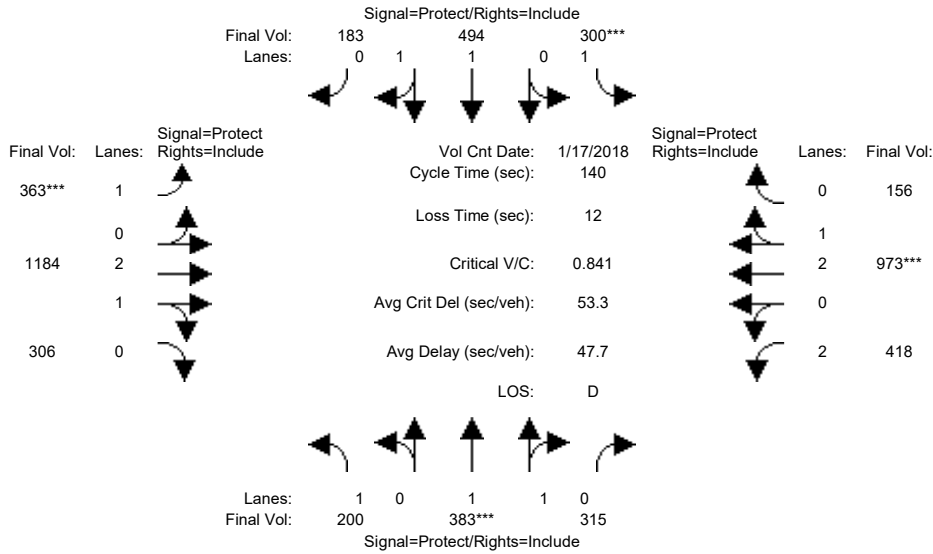 Signal=Protect/Rights=Include
Final Vol: 183 494 300***
Lanes: 0 1 1 0 1
Signal=Protect
Final Vol: Lanes: Rights=Include
Vol Cnt Date: 1/17/2018
Signal=Protect
Rights=Include Lanes: Final Vol:
Cycle Time (sec): 140
363*** 1
0 156
Loss Time (sec): 12
0
1
1184 2
Critical V/C: 0.841
2 973***
1
Avg Crit Del (sec/veh): 53.3
0
306 0
Avg Delay (sec/veh): 47.7
2 418
LOS: D
Lanes: 1 0 1 1 0
Final Vol: 200 383*** 315
Signal=Protect/Rights=Include